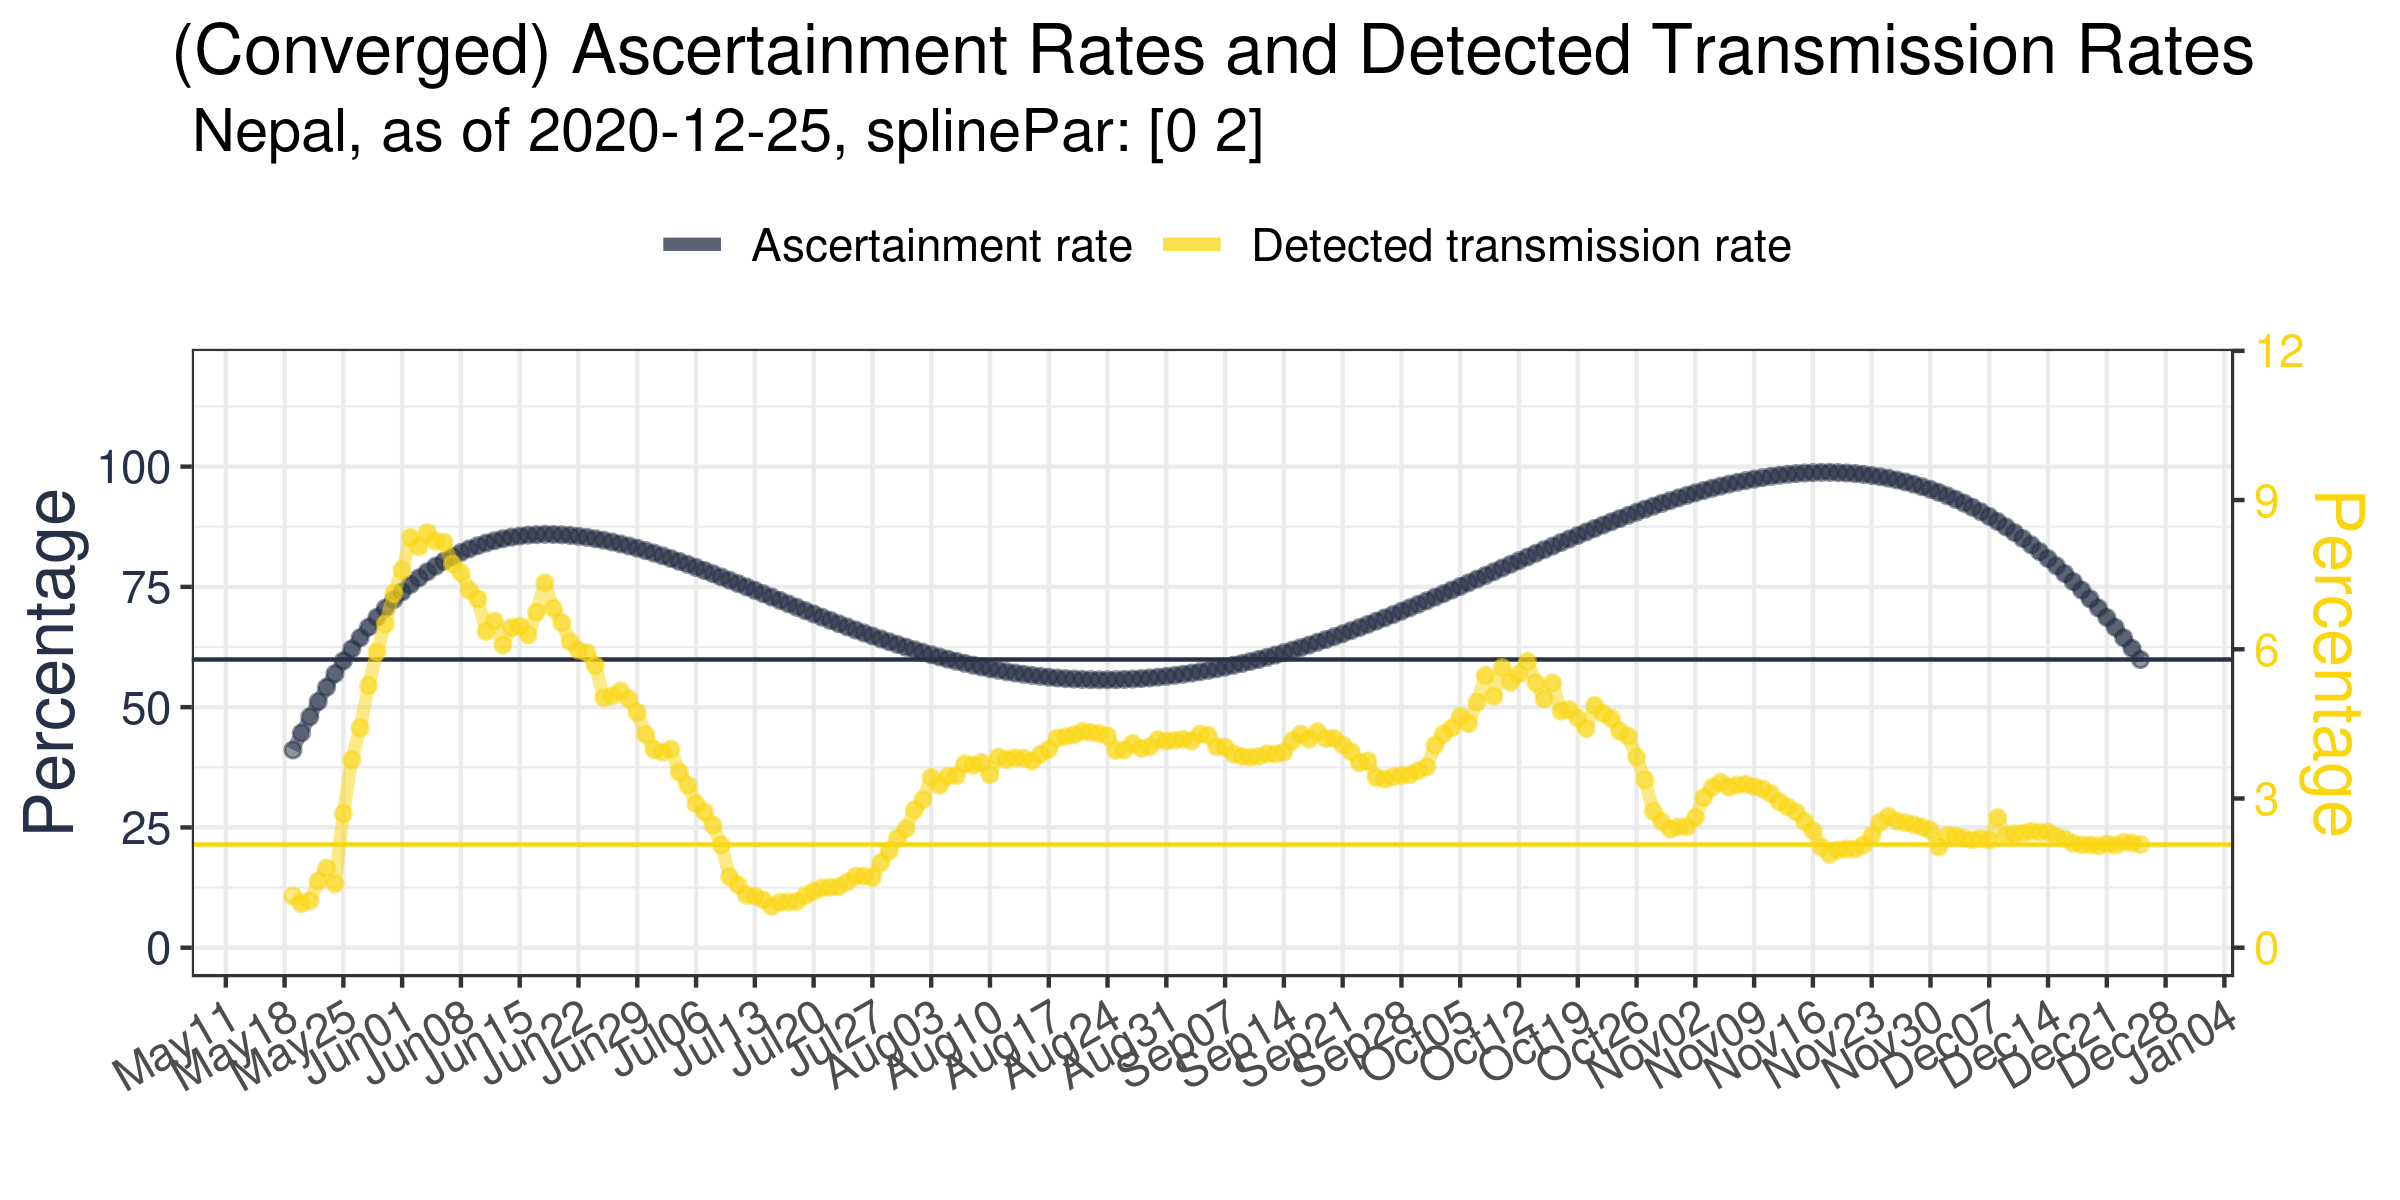 (Converged) Ascertainment Rates and Detected Transmission Rates
Nepal, as of 2020-12-25, splinePar: [0 2]
Ascertainment rate Detected transmission rate
Percentage
100
75
50
25
0
12
9
6
3
0
Percentage
May11 May18 May25 Jun01 Jun08 Jun15 Jun22 Jun29 Jul06 Jul13 Jul20 Jul27 Aug03 Aug10 Aug17 Aug24 Aug31 Sep07 Sep14 Sep21 Sep28 Oct05 Oct12 Oct19 Oct26 Nov02 Nov09 Nov16 Nov23 Nov30 Dec07 Dec14 Dec21 Dec28 Jan04